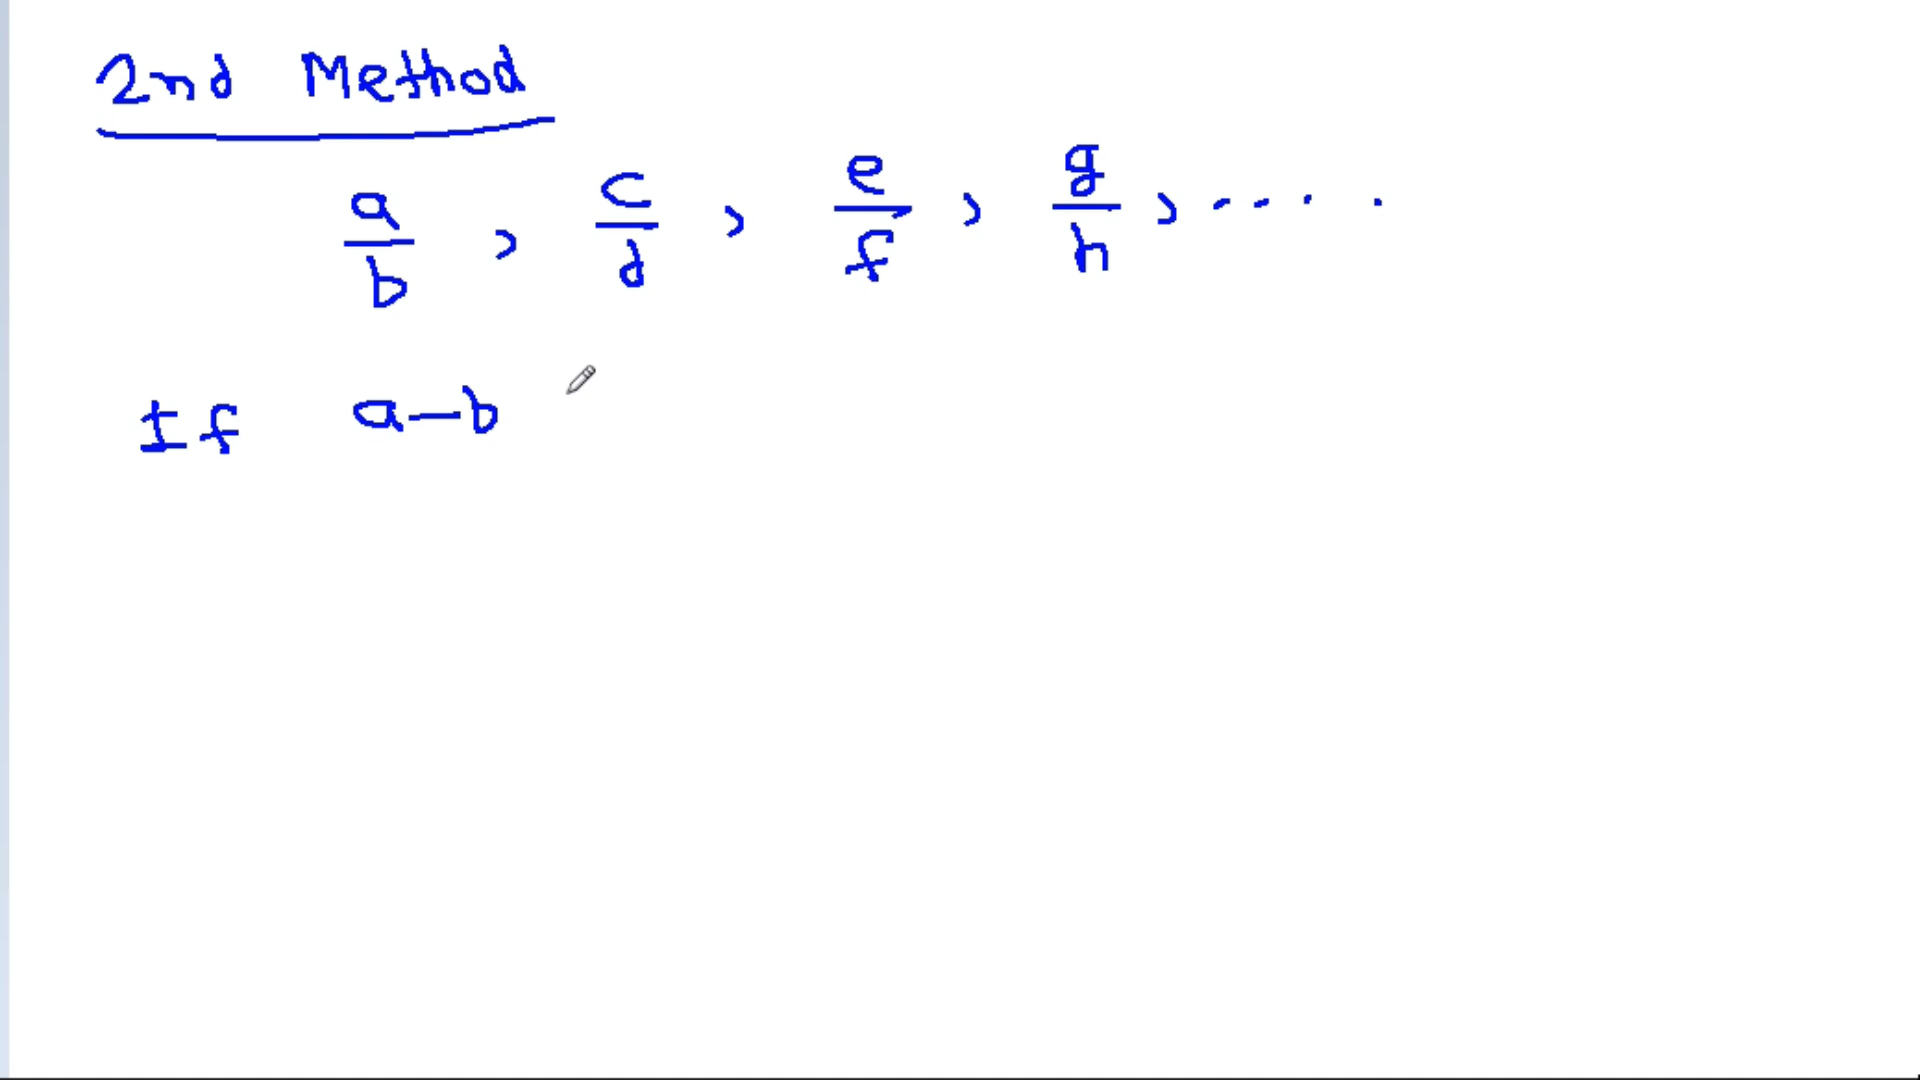 2nd Method
a/b , c/d , e/f , g/h , ..... 
If a-b